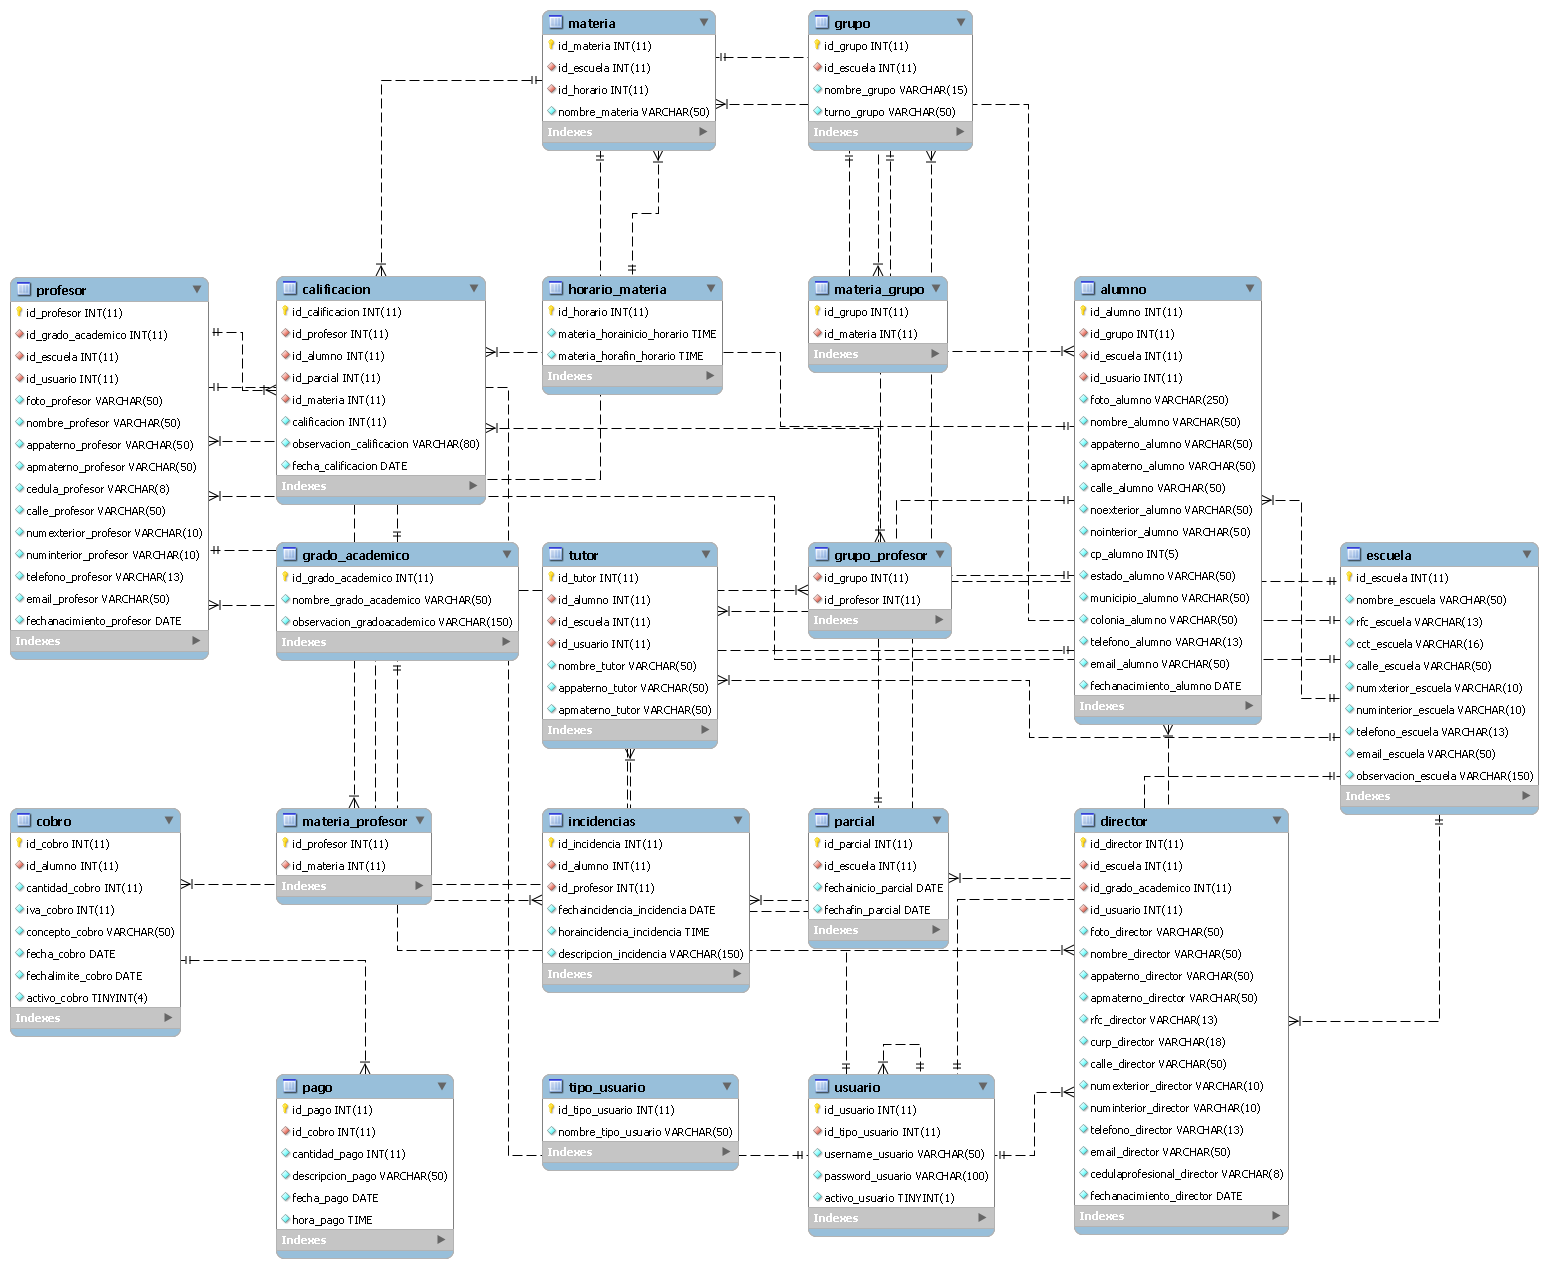 materia
id_materia INT(11)
id_escuela INT(11)
id_horario INT(11)
nombre_materia VARCHAR(50)
Indexes
grupo
id_grupo INT(11)
id_escuela INT(11)
nombre_grupo VARCHAR(15)
turno_grupo VARCHAR(50)
Indexes
profesor
id_profesor INT(11)
id_grado_academico INT(11)
id_escuela INT(11)
id_usuario INT(11)
foto_profesor VARCHAR(50)
nombre_profesor VARCHAR(50)
appaterno_profesor VARCHAR(50)
apmaterno_profesor VARCHAR(50)
cedula_profesor VARCHAR(8)
calle_profesor VARCHAR(50)
numexterior_profesor VARCHAR(10)
numinterior_profesor VARCHAR(10)
telefono_profesor VARCHAR(13)
email_profesor VARCHAR(50)
fechanacimiento_profesor DATE
Indexes
calificacion
id_calificacion INT(11)
id_profesor INT(11)
id_alumno INT(11)
id_parcial INT(11)
id_materia INT(11)
calificacion INT(11)
observacion_calificacion VARCHAR(80)
fecha_calificacion DATE
Indexes
horario_materia
id_horario INT(11)
materia_horainicio_horario TIME
materia_horafin_horario TIME
Indexes
materia_grupo
id_grupo INT(11)
id_materia INT(11)
Indexes
alumno
id_alumno INT(11)
id_grupo INT(11)
id_escuela INT(11)
id_usuario INT(11)
foto_alumno VARCHAR(250)
nombre_alumno VARCHAR(50)
appaterno_alumno VARCHAR(50)
apmaterno_alumno VARCHAR(50)
calle_alumno VARCHAR(50)
noexterior_alumno VARCHAR(50)
nointerior_alumno VARCHAR(50)
cp_alumno INT(5)
estado_alumno VARCHAR(50)
municipio_alumno VARCHAR(50)
colonia_alumno VARCHAR(50)
telefono_alumno VARCHAR(13)
email_alumno VARCHAR(50)
fechanacimiento_alumno DATE
Indexes
grado_academico
id_grado_academico INT(11)
nombre_grado_academico VARCHAR(50)
observacion_gradoacademico VARCHAR(150)
Indexes
tutor
id_tutor INT(11)
id_alumno INT(11)
id_escuela INT(11)
id_usuario INT(11)
nombre_tutor VARCHAR(50)
appaterno_tutor VARCHAR(50)
apmaterno_tutor VARCHAR(50)
Indexes
grupo_profesor
id_grupo INT(11)
id_profesor INT(11)
Indexes
escuela
id_escuela INT(11)
nombre_escuela VARCHAR(50)
rfc_escuela VARCHAR(13)
cct_escuela VARCHAR(16)
calle_escuela VARCHAR(50)
numxterior_escuela VARCHAR(10)
numinterior_escuela VARCHAR(10)
telefono_escuela VARCHAR(13)
email_escuela VARCHAR(50)
observacion_escuela VARCHAR(150)
Indexes
cobro
id_cobro INT(11)
id_alumno INT(11)
cantidad_cobro INT(11)
iva_cobro INT(11)
concepto_cobro VARCHAR(50)
fecha_cobro DATE
fechalimite_cobro DATE
activo_cobro TINYINT(4)
Indexes
materia_profesor
id_profesor INT(11)
id_materia INT(11)
Indexes
incidencias
id_incidencia INT(11)
id_alumno INT(11)
id_profesor INT(11)
fechaincidencia_incidencia DATE
horaincidencia_incidencia TIME
descripcion_incidencia VARCHAR(150)
Indexes
parcial
id_parcial INT(11)
id_escuela INT(11)
fechainicio_parcial DATE
fechafin_parcial DATE
Indexes
director
id_director INT(11)
id_escuela INT(11)
id_grado_academico INT(11)
id_usuario INT(11)
foto_director VARCHAR(50)
nombre_director VARCHAR(50)
appaterno_director VARCHAR(50)
apmaterno_director VARCHAR(50)
rfc_director VARCHAR(13)
curp_director VARCHAR(18)
calle_director VARCHAR(50)
numexterior_director VARCHAR(10)
numinterior_director VARCHAR(10)
telefono_director VARCHAR(13)
email_director VARCHAR(50)
cedulaprofesional_director VARCHAR(8)
fechanacimiento_director DATE
Indexes
pago
id_pago INT(11)
id_cobro INT(11)
cantidad_pago INT(11)
descripcion_pago VARCHAR(50)
fecha_pago DATE
hora_pago TIME
Indexes
tipo_usuario
id_tipo_usuario INT(11)
nombre_tipo_usuario VARCHAR(50)
Indexes
usuario
id_usuario INT(11)
id_tipo_usuario INT(11)
username_usuario VARCHAR(50)
password_usuario VARCHAR(100)
activo_usuario TINYINT(1)
Indexes